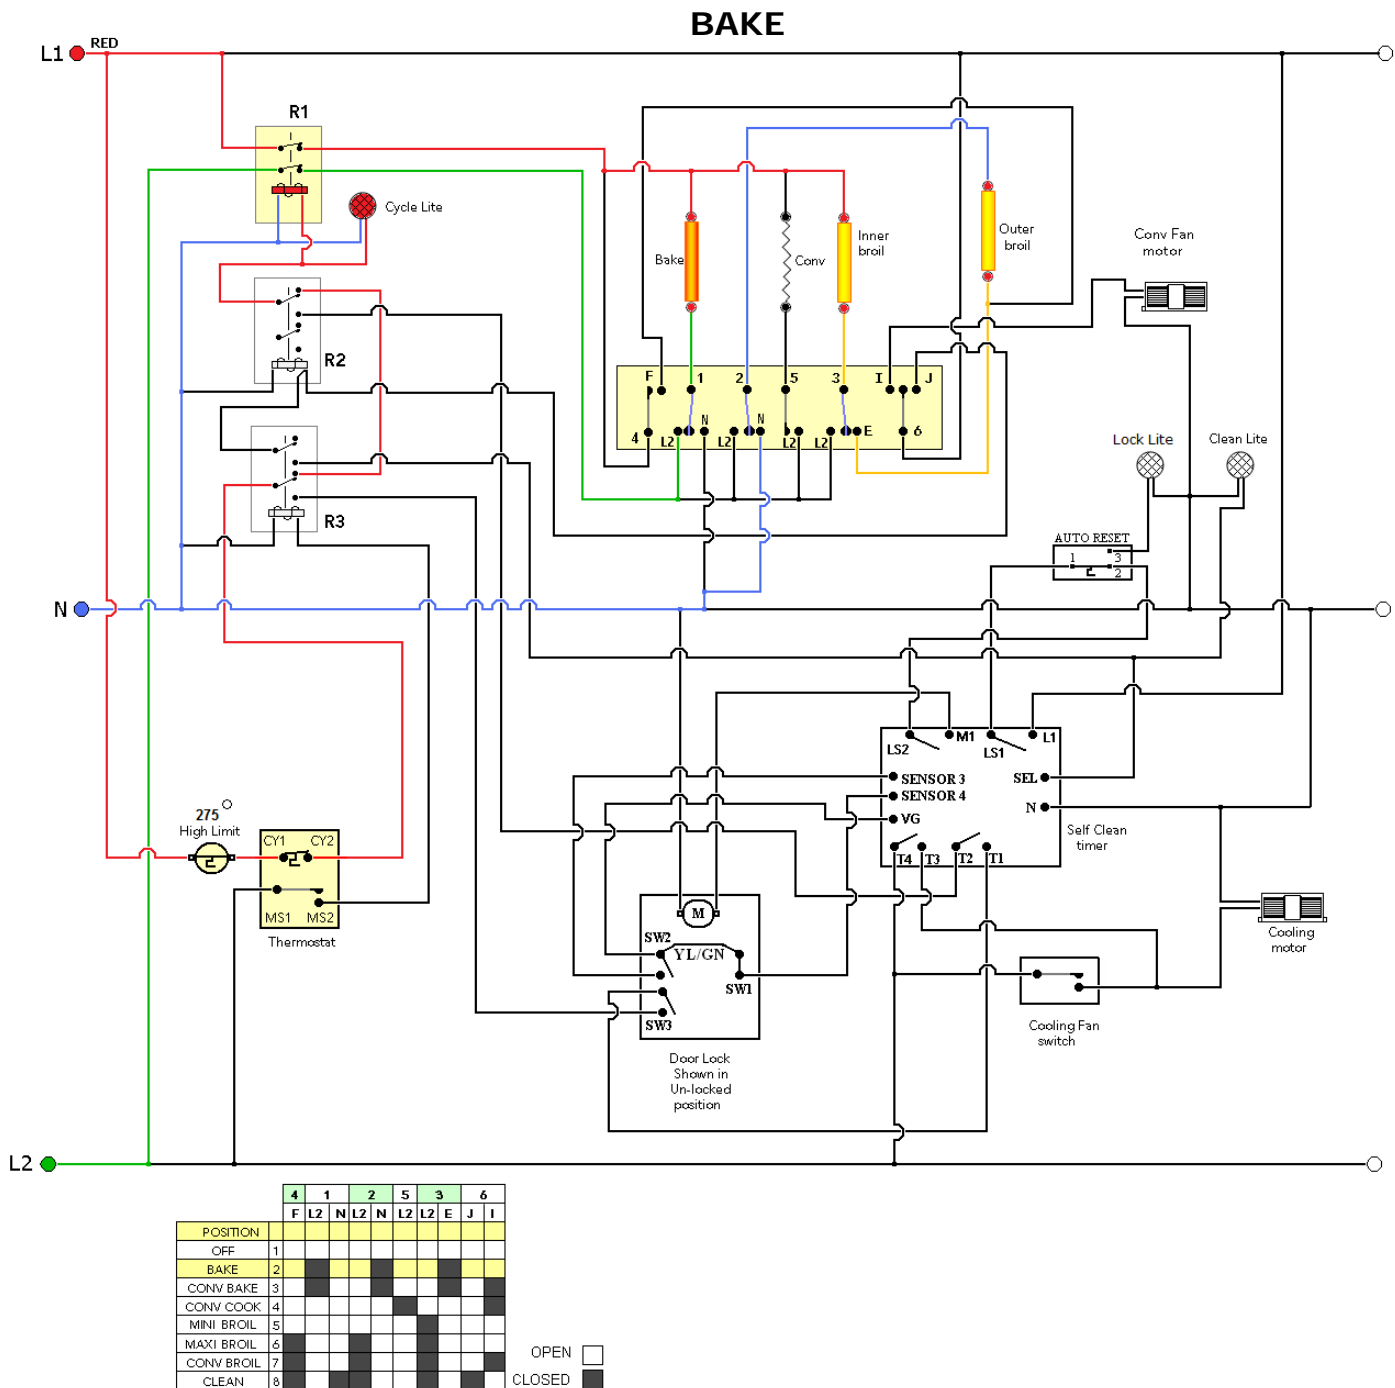 BAKE
L1
RED
R1
Cycle Lite
Bake
Conv
Inner
broil
Outer
broil
Conv Fan
motor
R2
F
1
2
5
3
I
J
4
L2
N
L2
N
L2
L2
E
6
Lock Lite
Clean Lite
R3
AUTO RESET
1
3
2
N
LS2
M1
LS1
L1
SENSOR 3
SEL
SENSOR 4
N
VG
Self Clean
timer
T4
T3
T2
T1
275
High Limit
CY1
CY2
MS1
MS2
Thermostat
M
SW2
YL/GN
SW1
SW3
Cooling
motor
Cooling Fan
switch
Door Lock
Shown in
Un-locked
position
L2
4 1 2 5 3 6
F L2 N L2 N L2 L2 E J I
POSITION
OFF 1
BAKE 2
CONV BAKE 3
CONV COOK 4
MINI BROIL 5
MAXI BROIL 6
CONV BROIL 7
CLEAN 8
OPEN
CLOSED